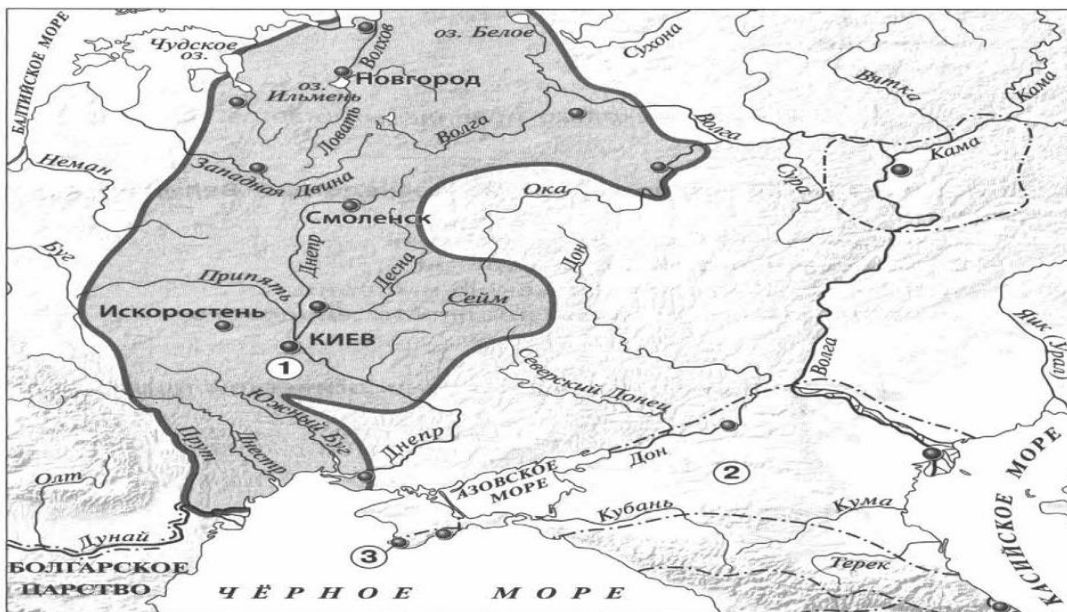 Чудское
оз.
Волхов
оз. Белое
Сухона
Новгород
оз.
Ильмень
Вятка
Кама
БАЛТИЙСКОЕ МОРЕ
Ловать
Волга
Волга
Кама
Неман
Западная Двина
Сура
Ока
Смоленск
Буг
Днепр
Десна
Дон
Припять
Сейм
Искоростень
КИЕВ
1
Волга
Яик
Урал
Северский Донец
Южный Буг
Прут
Днестр
Днепр
Дон
2
Олт
АЗОВСКОЕ
МОРЕ
Кубань
Кума
КАСПИЙСКОЕ МОРЕ
Дунай
3
Терек
БОЛГАРСКОЕ
ЦАРСТВО
ЧЁРНОЕ МОРЕ